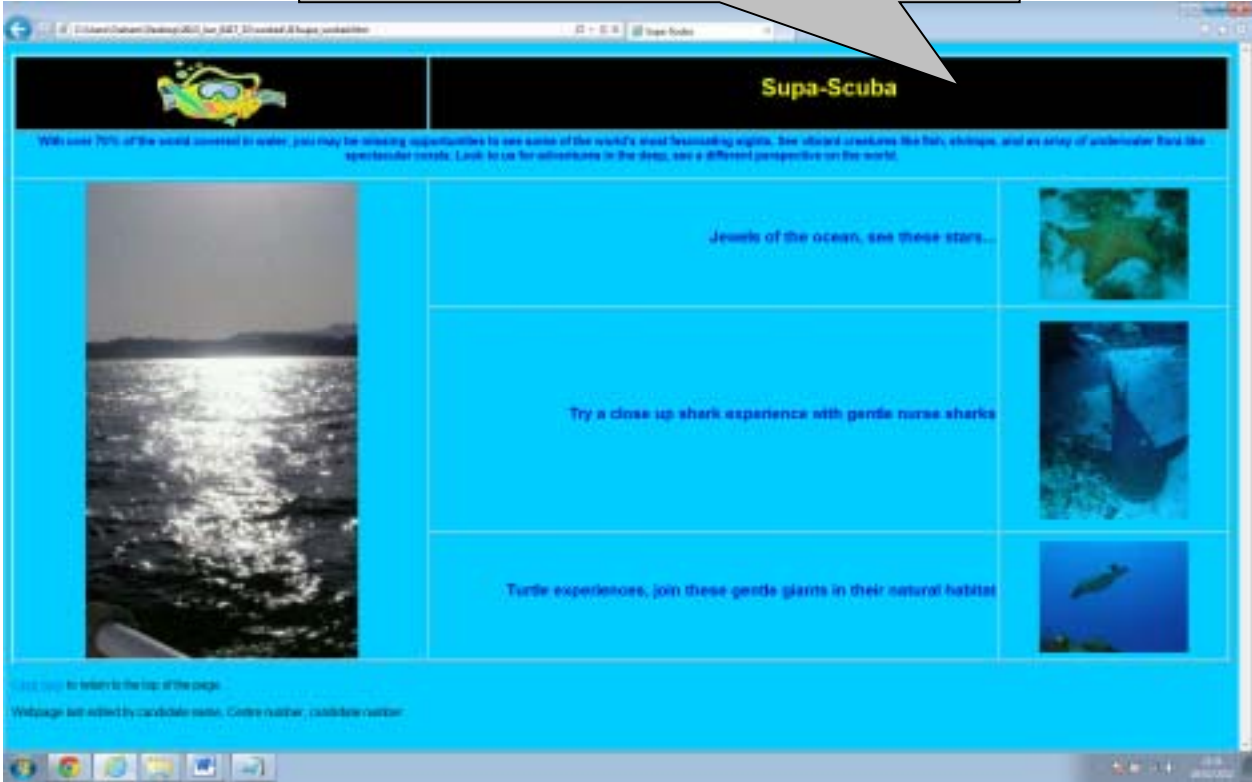 Supa-Scuba
Supa-Scuba
With over 70% of the world covered in water, you may be missing opportunities to see some of the world's most fascinating sights. See vibrant creatures like fish, shrimps, and an array of underwater flora like
spectacular corals. Look to us for adventures in the deep, see a different perspective on the world.
Jewels of the ocean, see these stars...
Try a close up shark experience with gentle nurse sharks
Turtle experiences, join these gentle giants in their natural habitat
Click here to return to the top of the page.
Webpage last edited by candidate name, Centre number, candidate number